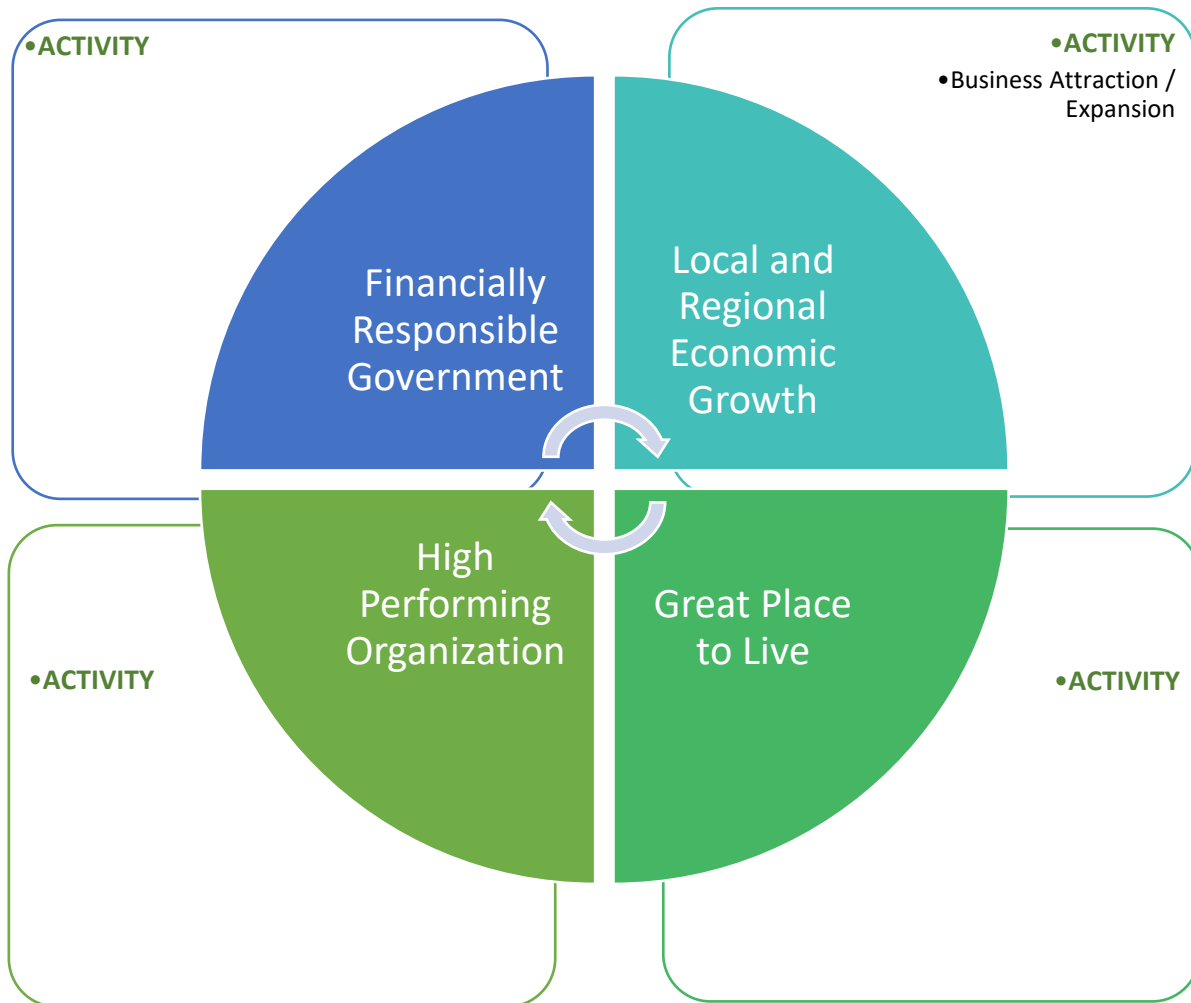 •ACTIVITY
•ACTIVITY
•Business Attraction /
Expansion
Financially
Responsible
Government
Local and
Regional
Economic
Growth
High
Performing
Organization
Great Place
to Live
•ACTIVITY
•ACTIVITY